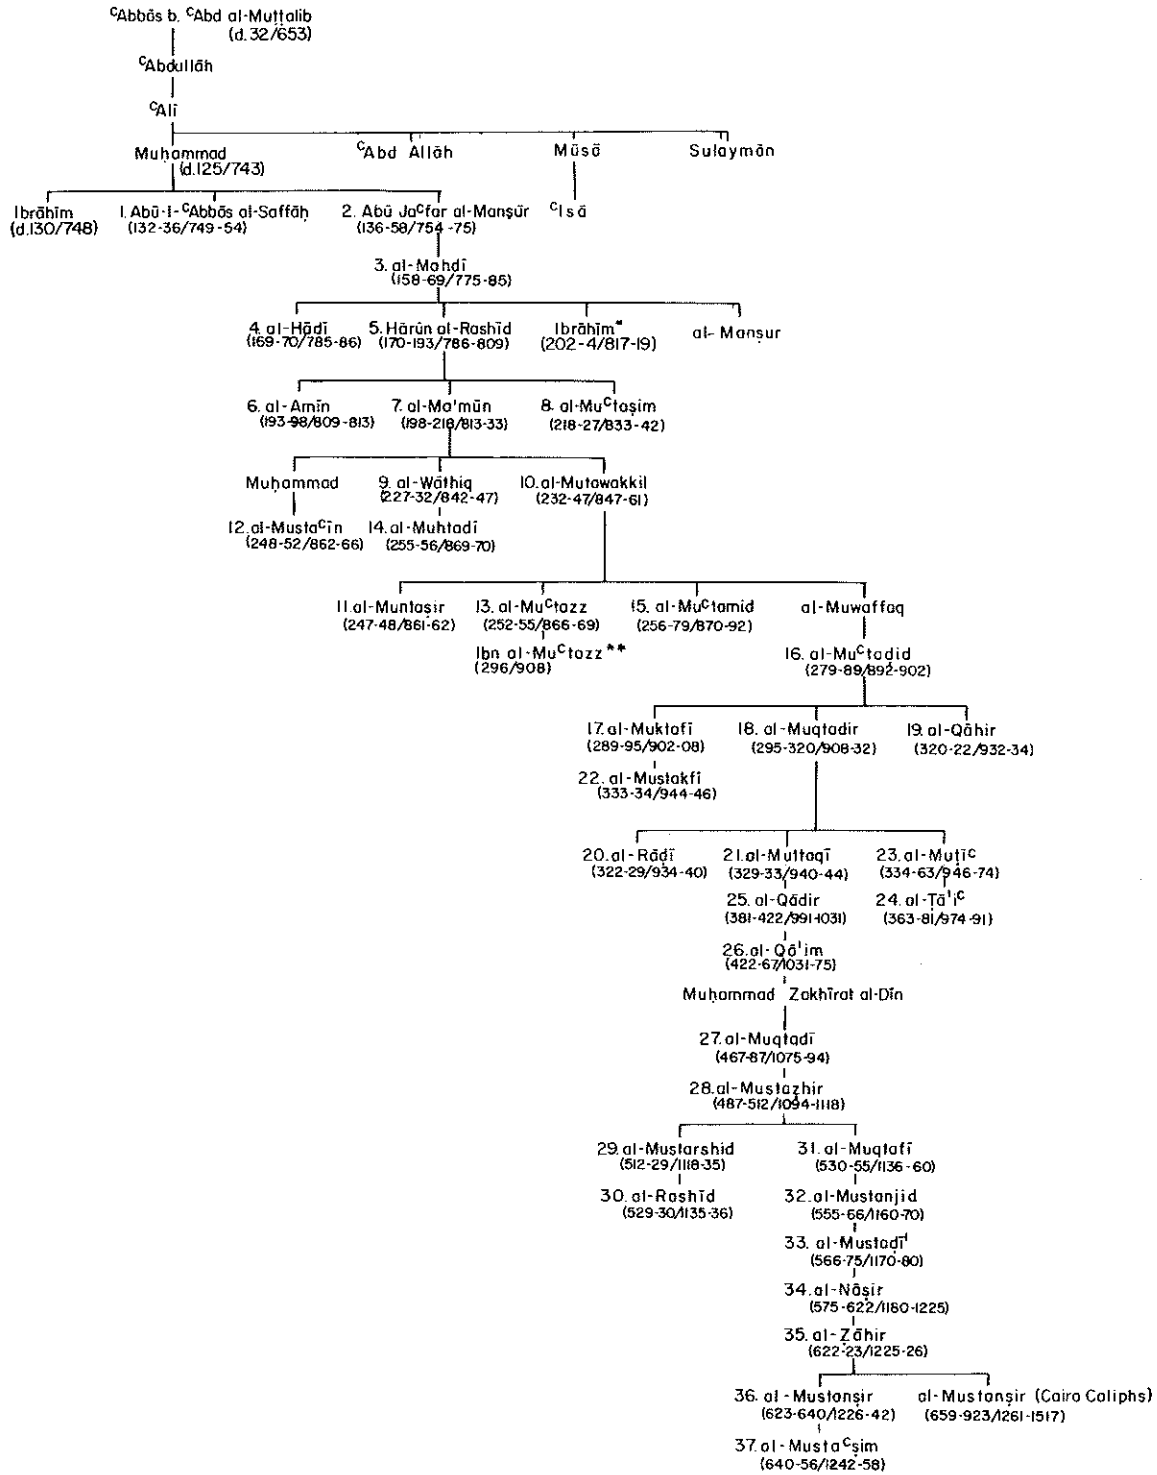 ᶜAbbās b. ᶜAbd al-Muṭṭalib
(d.32/653)
ᶜAbdullāh
ᶜAlī
Muḥammad ᶜAbd Allāh Mūsā Sulaymān
(d.125/743)
Ibrāhīm 1. Abū-l-ᶜAbbās al-Saffāḥ 2. Abū Jaᶜfar al-Manṣūr ᶜIsā
(d.130/748) (132-36/749-54) (136-58/754-75)
3. al-Mahdī
(158-69/775-85)
4. al-Hādī 5. Hārūn al-Rashīd Ibrāhīm* al-Manṣur
(169-70/785-86) (170-193/786-809) (202-4/817-19)
6. al-Amīn 7. al-Ma'mūn 8. al-Muᶜtaṣim
(193-98/809-813) (198-218/813-33) (218-27/833-42)
Muḥammad 9. al-Wāthiq 10. al-Mutawakkil
(227-32/842-47) (232-47/847-61)
12. al-Mustaᶜīn 14. al-Muhtadī
(248-52/862-66) (255-56/869-70)
11. al-Muntaṣir 13. al-Muᶜtazz 15. al-Muᶜtamid al-Muwaffaq
(247-48/861-62) (252-55/866-69) (256-79/870-92)
Ibn al-Muᶜtazz** 16. al-Muᶜtaḍid
(296/908) (279-89/892-902)
17. al-Muktafī 18. al-Muqtadir 19. al-Qāhir
(289-95/902-08) (295-320/908-32) (320-22/932-34)
22. al-Mustakfī
(333-34/944-46)
20. al-Rāḍī 21. al-Muttaqī 23. al-Muṭīᶜ
(322-29/934-40) (329-33/940-44) (334-63/946-74)
25. al-Qādir 24. al-Ṭā'iᶜ
(381-422/991-1031) (363-81/974-91)
26. al-Qā'im
(422-67/1031-75)
Muḥammad Zakhīrat al-Dīn
27. al-Muqtadī
(467-87/1075-94)
28. al-Mustaẓhir
(487-512/1094-1118)
29. al-Mustarshid 31. al-Muqtafī
(512-29/1118-35) (530-55/1136-60)
30. al-Rashīd 32. al-Mustanjid
(529-30/1135-36) (555-66/1160-70)
33. al-Mustaḍī'
(566-75/1170-80)
34. al-Nāṣir
(575-622/1180-1225)
35. al-Ẓāhir
(622-23/1225-26)
36. al-Mustanṣir al-Mustanṣir (Cairo Caliphs)
(623-640/1226-42) (659-923/1261-1517)
37. al-Mustaᶜṣim
(640-56/1242-58)